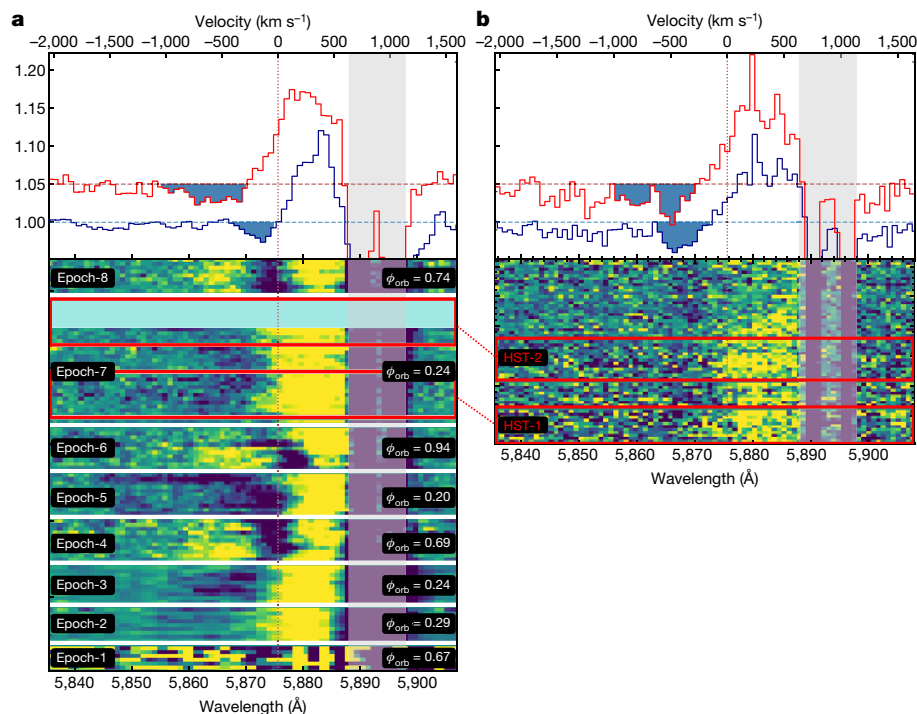 a
Velocity (km s⁻¹)
−2,000 −1,000 −500 0 500 1,000 1,500
1.20
1.15
1.10
1.05
1.00
Epoch-8 ϕorb = 0.74
Epoch-7 ϕorb = 0.24
Epoch-6 ϕorb = 0.94
Epoch-5 ϕorb = 0.20
Epoch-4 ϕorb = 0.69
Epoch-3 ϕorb = 0.24
Epoch-2 ϕorb = 0.29
Epoch-1 ϕorb = 0.67
5,840 5,850 5,860 5,870 5,880 5,890 5,900
Wavelength (Å)
b
Velocity (km s⁻¹)
−2,000 −1,500 −1,000 −500 0 500 1,000 1,500
HST-2
HST-1
5,840 5,850 5,860 5,870 5,880 5,890 5,900
Wavelength (Å)